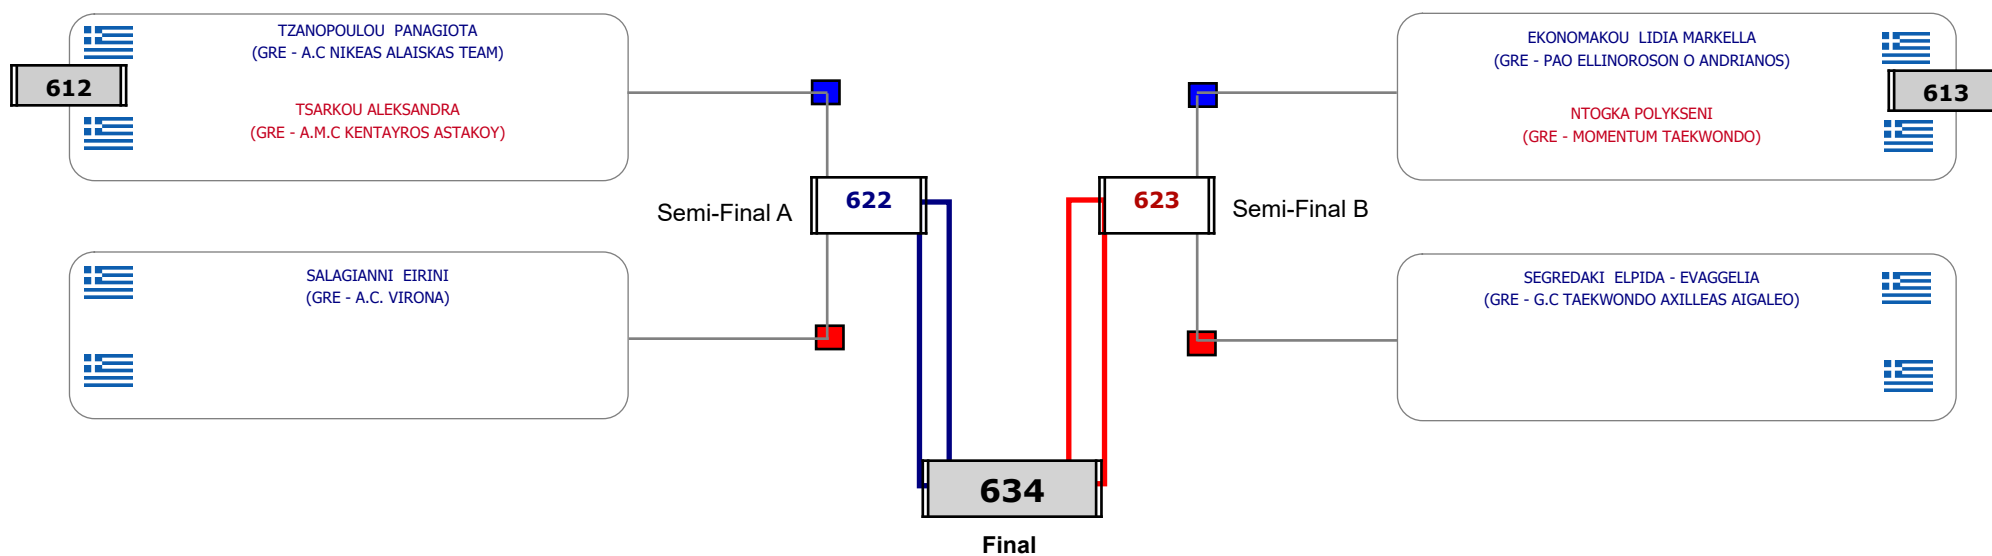 TZANOPOULOU PANAGIOTA
(GRE - A.C NIKEAS ALAISKAS TEAM)
612
TSARKOU ALEKSANDRA
(GRE - A.M.C KENTAYROS ASTAKOY)
EKONOMAKOU LIDIA MARKELLA
(GRE - PAO ELLINOROSON O ANDRIANOS)
613
NTOGKA POLYKSENI
(GRE - MOMENTUM TAEKWONDO)
Semi-Final A
622
623
Semi-Final B
SALAGIANNI EIRINI
(GRE - A.C. VIRONA)
SEGREDAKI ELPIDA - EVAGGELIA
(GRE - G.C TAEKWONDO AXILLEAS AIGALEO)
634
Final